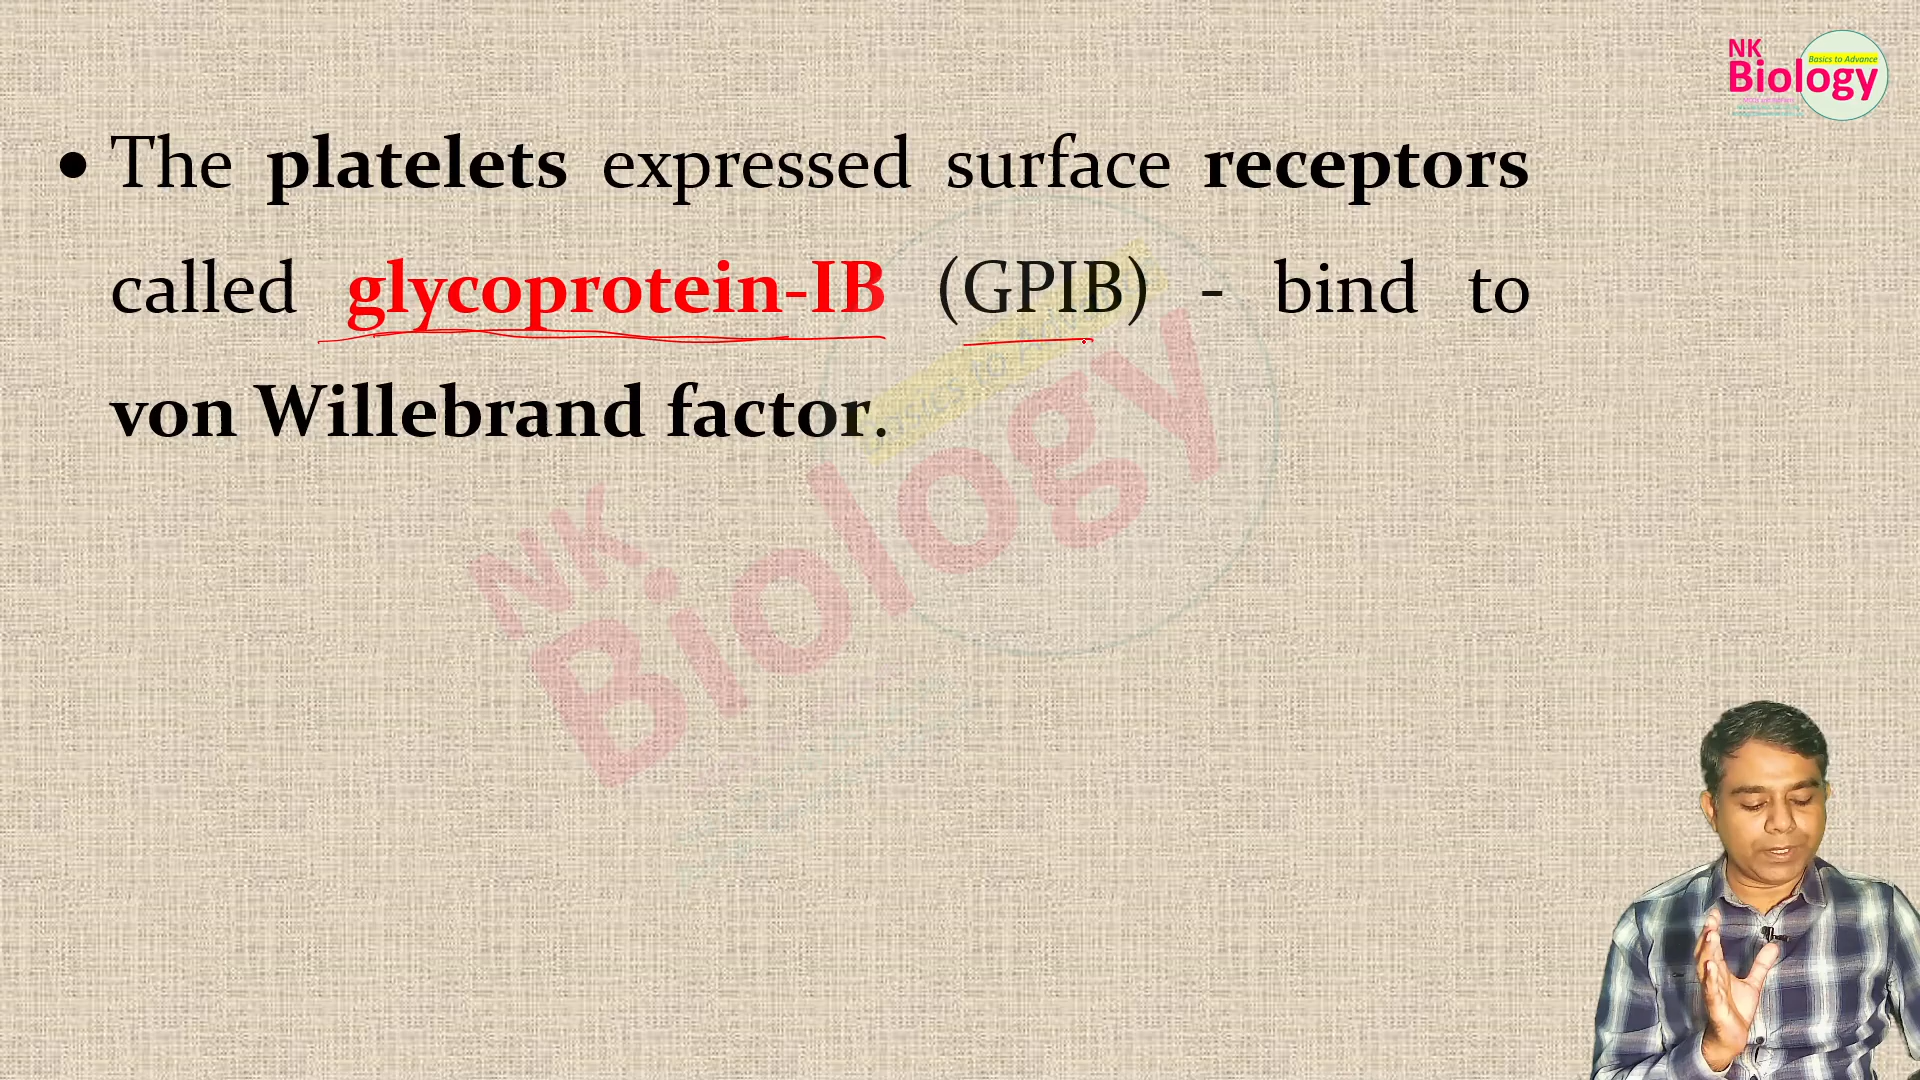 NK
Biology
Basics to Advance
• The platelets expressed surface receptors
called glycoprotein-IB (GPIB) - bind to
von Willebrand factor.
NK
Biology